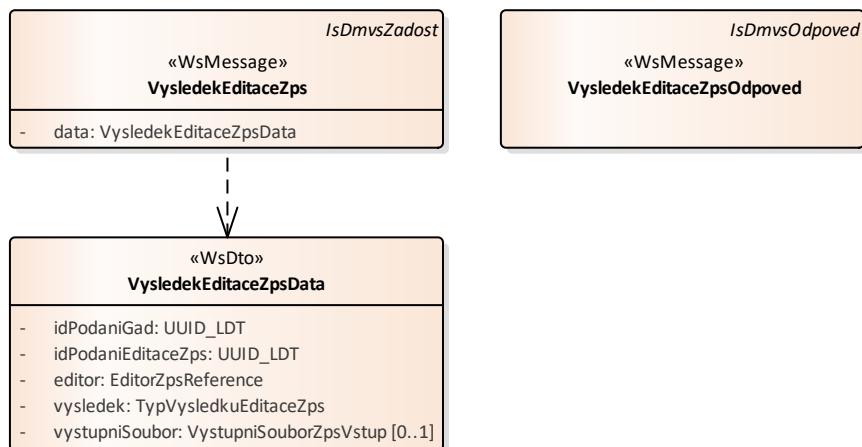 IsDmvsZadost
«WsMessage»
VysledekEditaceZps
- data: VysledekEditaceZpsData
IsDmvsOdpoved
«WsMessage»
VysledekEditaceZpsOdpoved
«WsDto»
VysledekEditaceZpsData
- idPodaniGad: UUID_LDT
- idPodaniEditaceZps: UUID_LDT
- editor: EditorZpsReference
- vysledek: TypVysledkuEditaceZps
- vystupniSoubor: VystupniSouborZpsVstup [0..1]